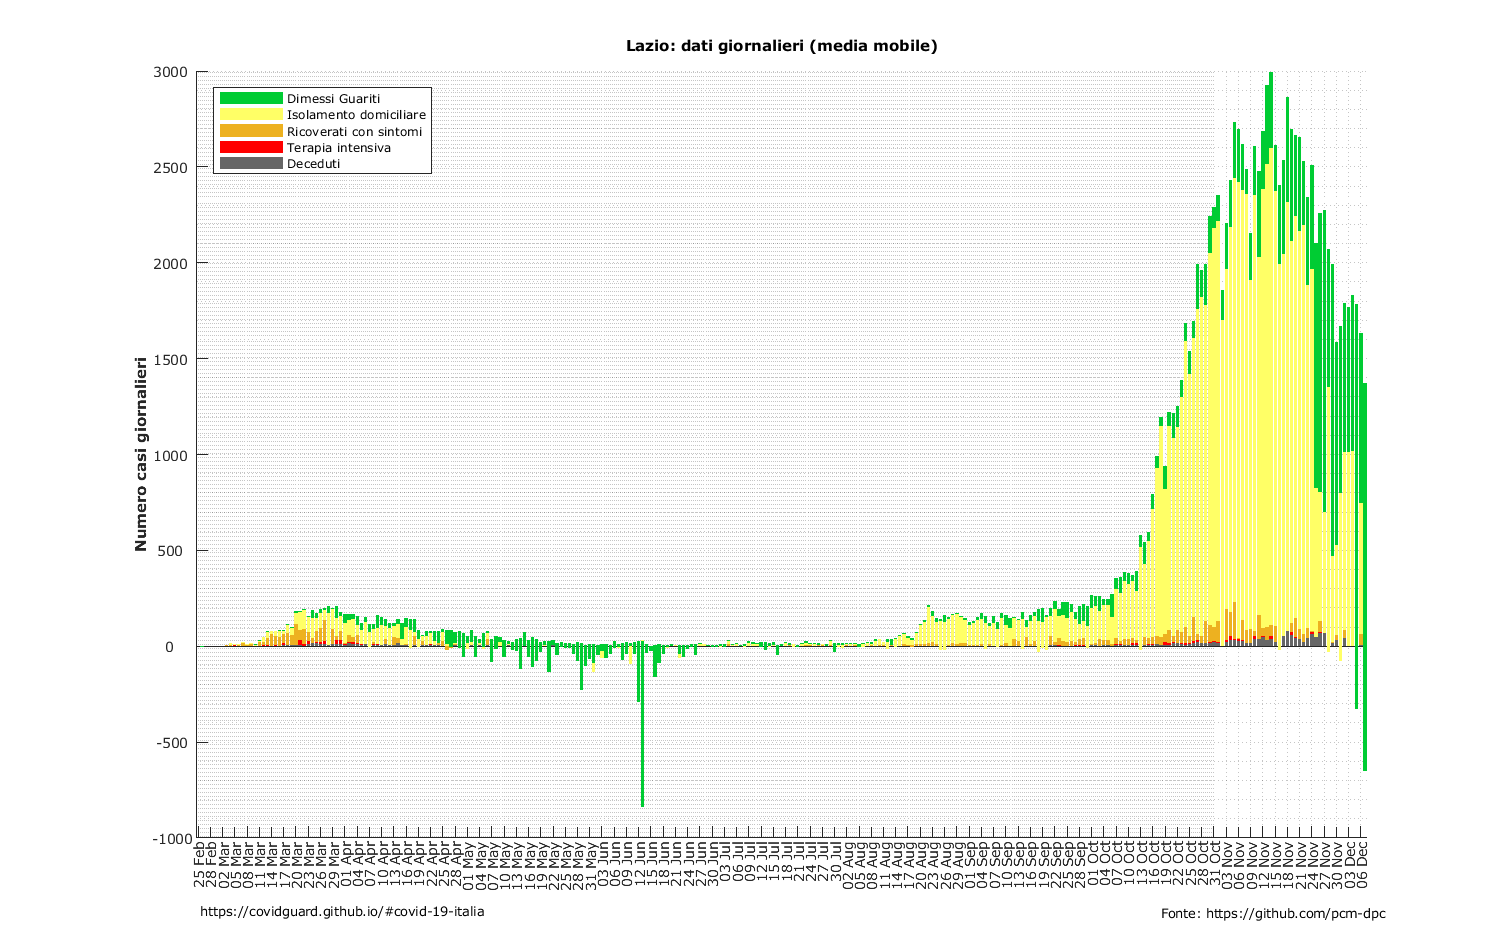 Lazio: dati giornalieri (media mobile)
3000
2500
2000
1500
1000
500
0
-500
-1000
Numero casi giornalieri
Dimessi Guariti
Isolamento domiciliare
Ricoverati con sintomi
Terapia intensiva
Deceduti
25 Feb
28 Feb
02 Mar
05 Mar
08 Mar
11 Mar
14 Mar
17 Mar
20 Mar
23 Mar
26 Mar
29 Mar
01 Apr
04 Apr
07 Apr
10 Apr
13 Apr
16 Apr
19 Apr
22 Apr
25 Apr
28 Apr
01 May
04 May
07 May
10 May
13 May
16 May
19 May
22 May
25 May
28 May
31 May
03 Jun
06 Jun
09 Jun
12 Jun
15 Jun
18 Jun
21 Jun
24 Jun
27 Jun
30 Jun
03 Jul
06 Jul
09 Jul
12 Jul
15 Jul
18 Jul
21 Jul
24 Jul
27 Jul
30 Jul
02 Aug
05 Aug
08 Aug
11 Aug
14 Aug
17 Aug
20 Aug
23 Aug
26 Aug
29 Aug
01 Sep
04 Sep
07 Sep
10 Sep
13 Sep
16 Sep
19 Sep
22 Sep
25 Sep
28 Sep
01 Oct
04 Oct
07 Oct
10 Oct
13 Oct
16 Oct
19 Oct
22 Oct
25 Oct
28 Oct
31 Oct
03 Nov
06 Nov
09 Nov
12 Nov
15 Nov
18 Nov
21 Nov
24 Nov
27 Nov
30 Nov
03 Dec
06 Dec
https://covidguard.github.io/#covid-19-italia
Fonte: https://github.com/pcm-dpc